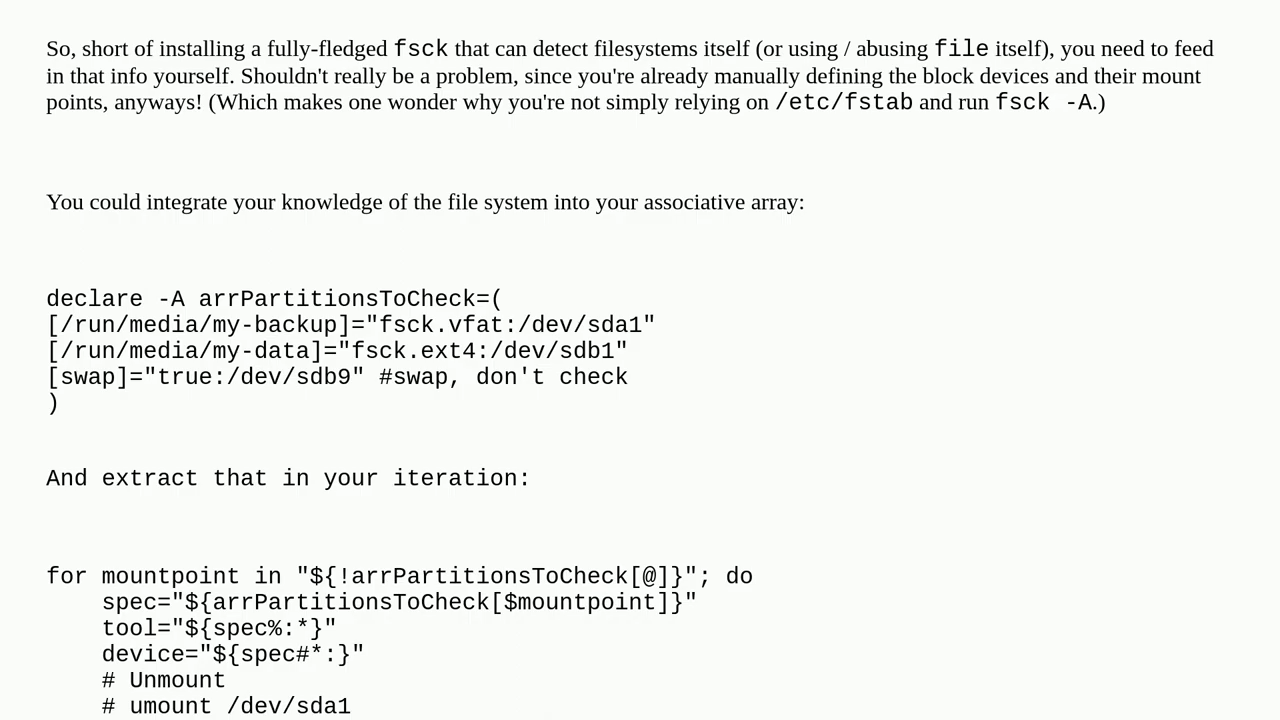 So, short of installing a fully-fledged fsck that can detect filesystems itself (or using / abusing file itself), you need to feed
in that info yourself. Shouldn't really be a problem, since you're already manually defining the block devices and their mount
points, anyways! (Which makes one wonder why you're not simply relying on /etc/fstab and run fsck -A.)
You could integrate your knowledge of the file system into your associative array:
declare -A arrPartitionsToCheck=(
[/run/media/my-backup]="fsck.vfat:/dev/sda1"
[/run/media/my-data]="fsck.ext4:/dev/sdb1"
[swap]="true:/dev/sdb9" #swap, don't check
)
And extract that in your iteration:
for mountpoint in "${!arrPartitionsToCheck[@]}"; do
    spec="${arrPartitionsToCheck[$mountpoint]}"
    tool="${spec%:*}"
    device="${spec#*:}"
    # Unmount
    # umount /dev/sda1